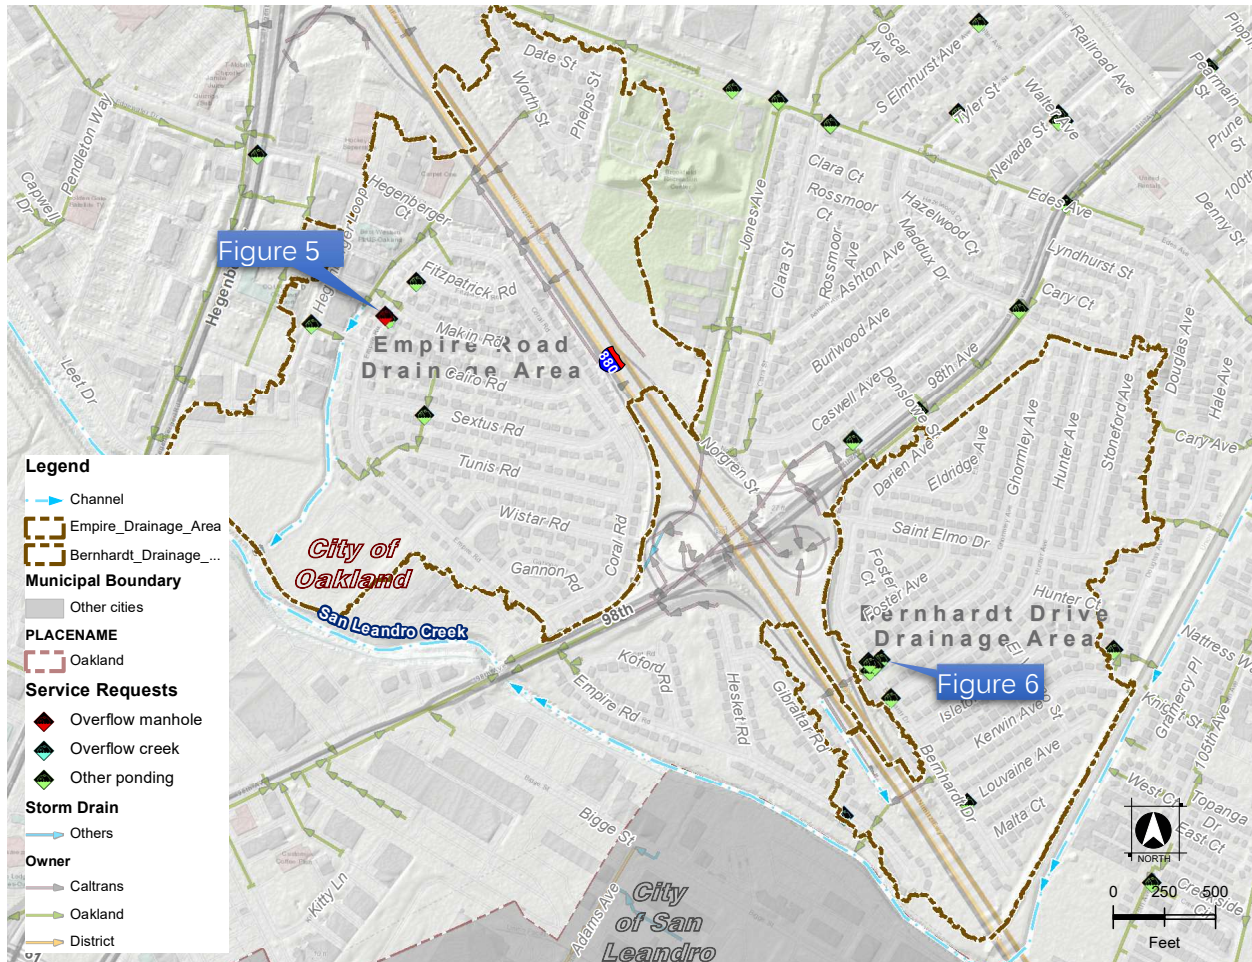 Date St
Worth St
Phelps St
Oscar Ave
S Elmhurst Ave
Railroad Ave
Tyler St
Walter Ave
Nevada St
Pearmain St
Prune St
Pendleton Way
Capwell Dr
Hegenberger Ct
Clara Ct
Rossmoor Ct
Jones Ave
Clara St
Rossmoor Ave
Ashton Ave
Maddux Dr
Hazelwood Ct
Edes Ave
Denny St
Lyndhurst St
Cary Ct
Figure 5
Fitzpatrick Rd
Makin Rd
Empire Road
Drainage Area
Cairo Rd
Sextus Rd
Tunis Rd
Wistar Rd
Gannon Rd
Coral Rd
880
Burlwood Ave
Caswell Ave
Denslowe St
98th Ave
Douglas Ave
Hale Ave
Cary Ave
Stoneford Ave
Hunter Ave
Ghormley Ave
Eldridge Ave
Darien Ave
Norgren St
Leet Dr
Saint Elmo Dr
Foster Ct
Foster Ave
Hunter Ct
Bernhardt Drive
Drainage Area
Figure 6
Kerwin Ave
Louvaine Ave
Malta Ct
Bernhardt Dr
Gibraltar Rd
Hesket Rd
Koford Rd
Empire Rd
98th
City of
Oakland
San Leandro Creek
Gramercy Pl
105th Ave
West Ct
Topanga Dr
East Ct
Bigge St
Adams Ave
Kitty Ln
City
of San
Leandro
Legend
Channel
Empire_Drainage_Area
Bernhardt_Drainage_...
Municipal Boundary
Other cities
PLACENAME
Oakland
Service Requests
Overflow manhole
Overflow creek
Other ponding
Storm Drain
Others
Owner
Caltrans
Oakland
District
NORTH
0 250 500
Feet